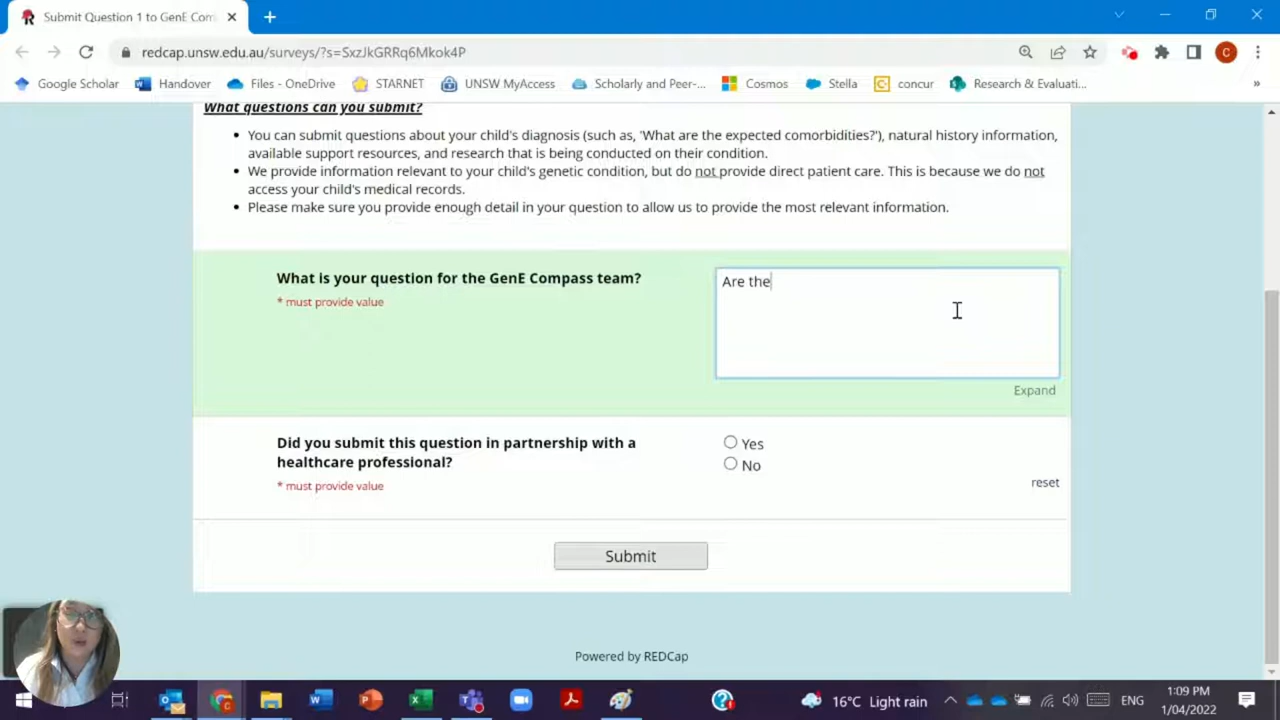 Submit Question 1 to GenE Com
redcap.unsw.edu.au/surveys/?s=SxzJkGRRq6Mkok4P
C
Google Scholar
Handover
Files - OneDrive
STARNET
UNSW MyAccess
Scholarly and Peer-...
Cosmos
Stella
concur
Research & Evaluati...
»
What questions can you submit?
You can submit questions about your child's diagnosis (such as, 'What are the expected comorbidities?'), natural history information,
available support resources, and research that is being conducted on their condition.
We provide information relevant to your child's genetic condition, but do not provide direct patient care. This is because we do not
access your child's medical records.
Please make sure you provide enough detail in your question to allow us to provide the most relevant information.
What is your question for the GenE Compass team?
* must provide value
Are the
Expand
Did you submit this question in partnership with a
healthcare professional?
* must provide value
Yes
No
reset
Submit
Powered by REDCap
16°C Light rain
ENG
1:09 PM
1/04/2022